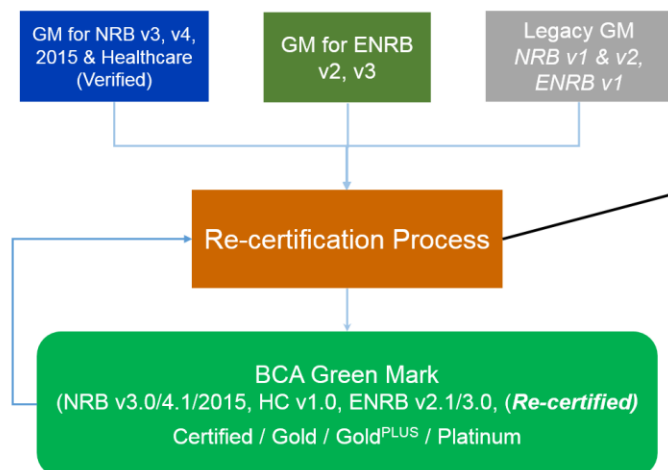 GM for NRB v3, v4,
2015 & Healthcare
(Verified)
GM for ENRB
v2, v3
Legacy GM
NRB v1 & v2,
ENRB v1
Re-certification Process
BCA Green Mark
(NRB v3.0/4.1/2015, HC v1.0, ENRB v2.1/3.0, (Re-certified)
Certified / Gold / GoldPLUS / Platinum